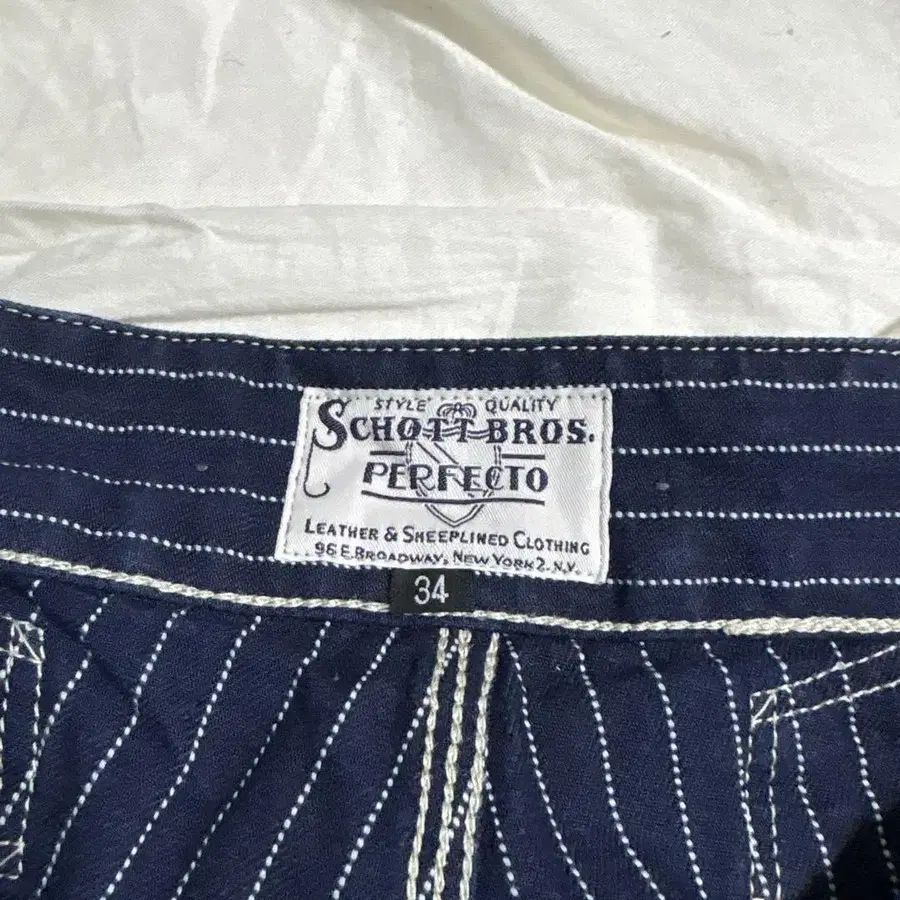 STYLE QUALITY
SCHOTT BROS.
PERFECTO
LEATHER & SHEEPLINED CLOTHING
96 E. BROADWAY, NEW YORK 2. N.Y.
34